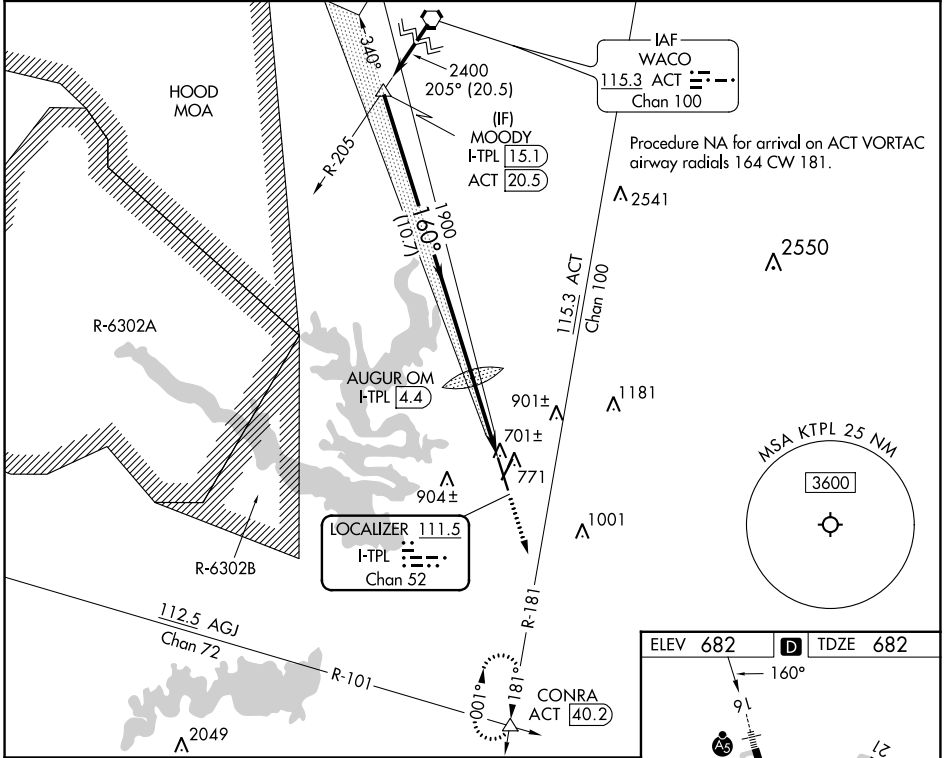 340°
2400
205° (20.5)
IAF
WACO
115.3 ACT
Chan 100
HOOD
MOA
(IF)
MOODY
I-TPL 15.1
ACT 20.5
Procedure NA for arrival on ACT VORTAC
airway radials 164 CW 181.
R-205
2541
1900
160°
(10.7)
2550
115.3 ACT
Chan 100
R-6302A
AUGUR OM
I-TPL 4.4
901±
1181
701±
771
904±
MSA KTPL 25 NM
3600
LOCALIZER 111.5
I-TPL
Chan 52
1001
R-6302B
R-181
112.5 AGJ
Chan 72
R-101
001°
181°
CONRA
ACT 40.2
2049
ELEV 682 D TDZE 682
160°
16
A5
21